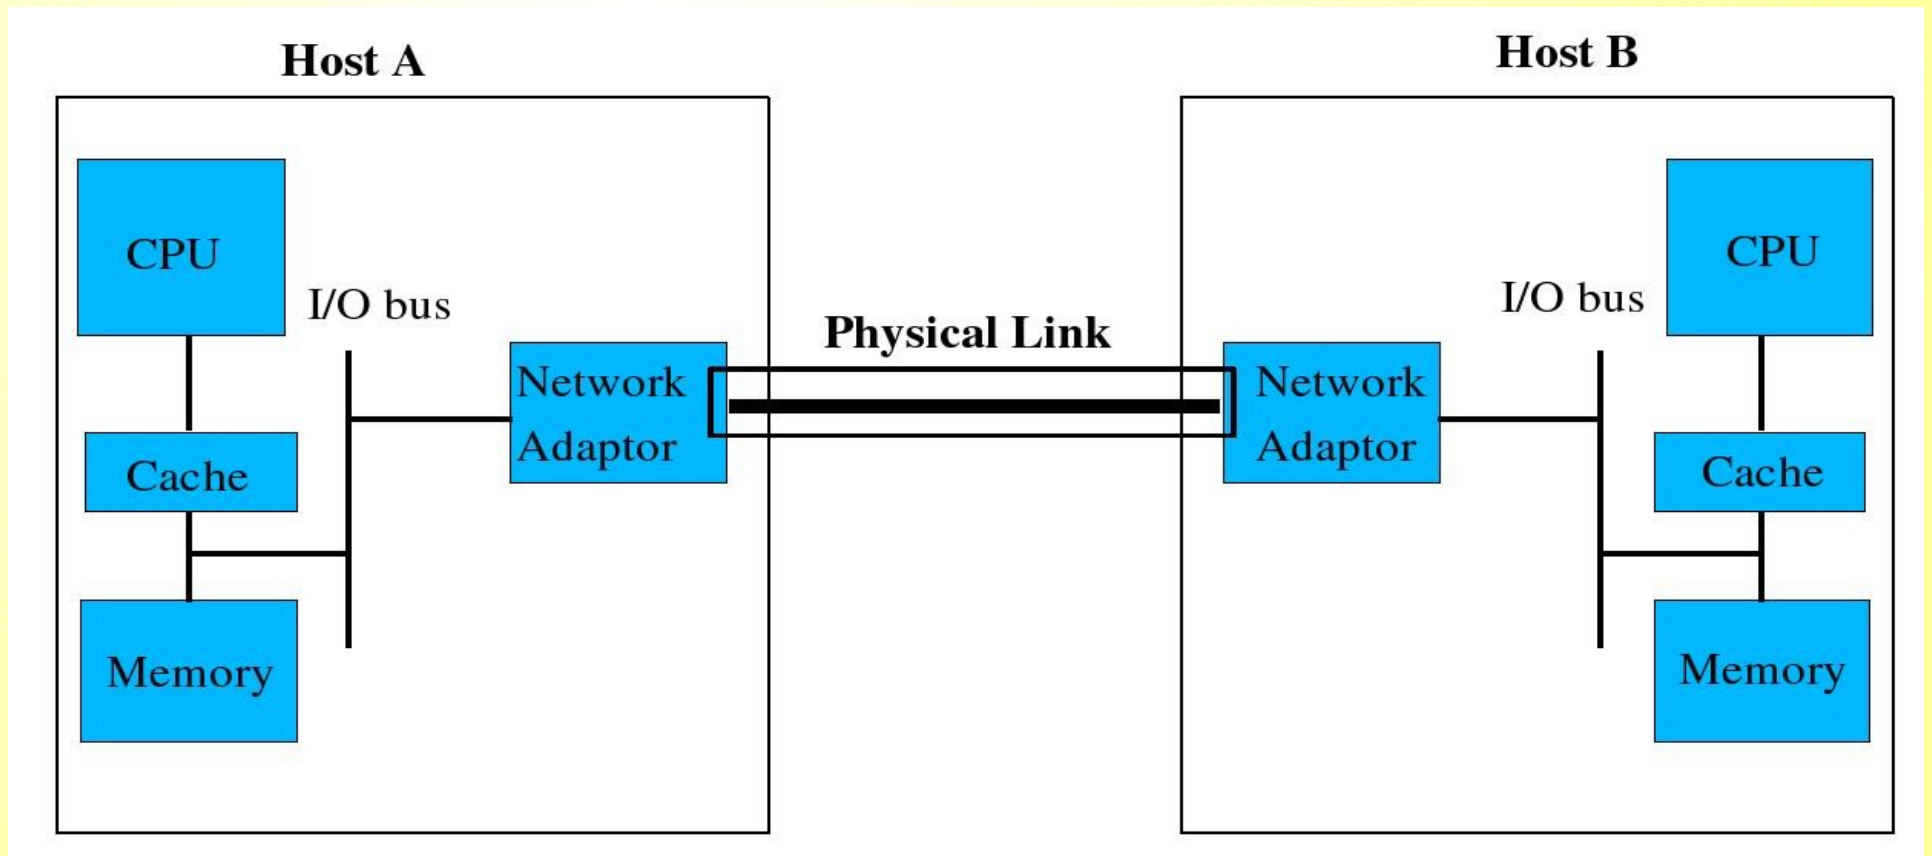 Host A
CPU
I/O bus
Network
Adaptor
Cache
Memory
Physical Link
Host B
CPU
I/O bus
Network
Adaptor
Cache
Memory